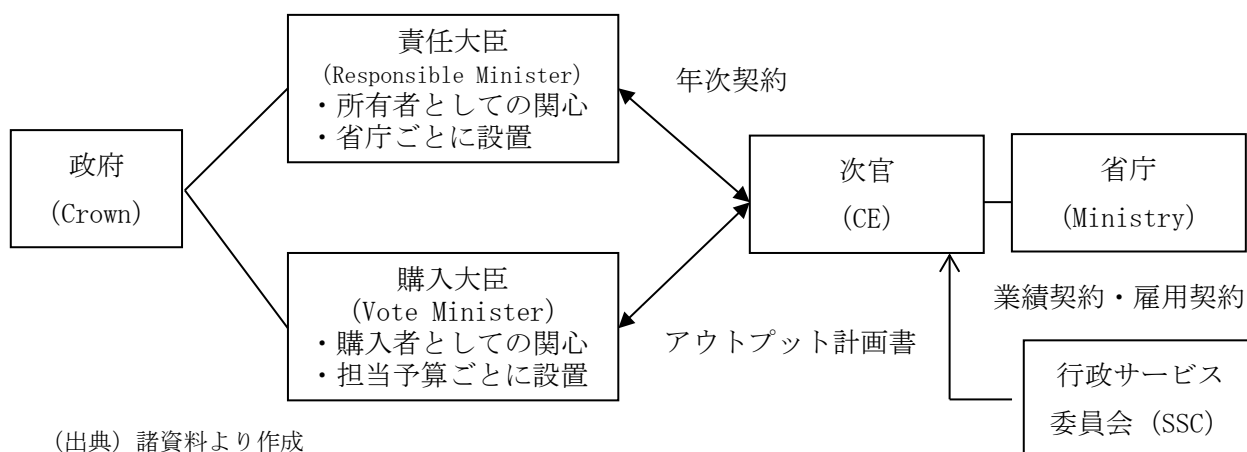 責任大臣
(Responsible Minister)
・所有者としての関心
・省庁ごとに設置
年次契約
政府
(Crown)
次官
(CE)
省庁
(Ministry)
購入大臣
(Vote Minister)
・購入者としての関心
・担当予算ごとに設置
アウトプット計画書
業績契約・雇用契約
行政サービス
委員会 (SSC)
(出典) 諸資料より作成